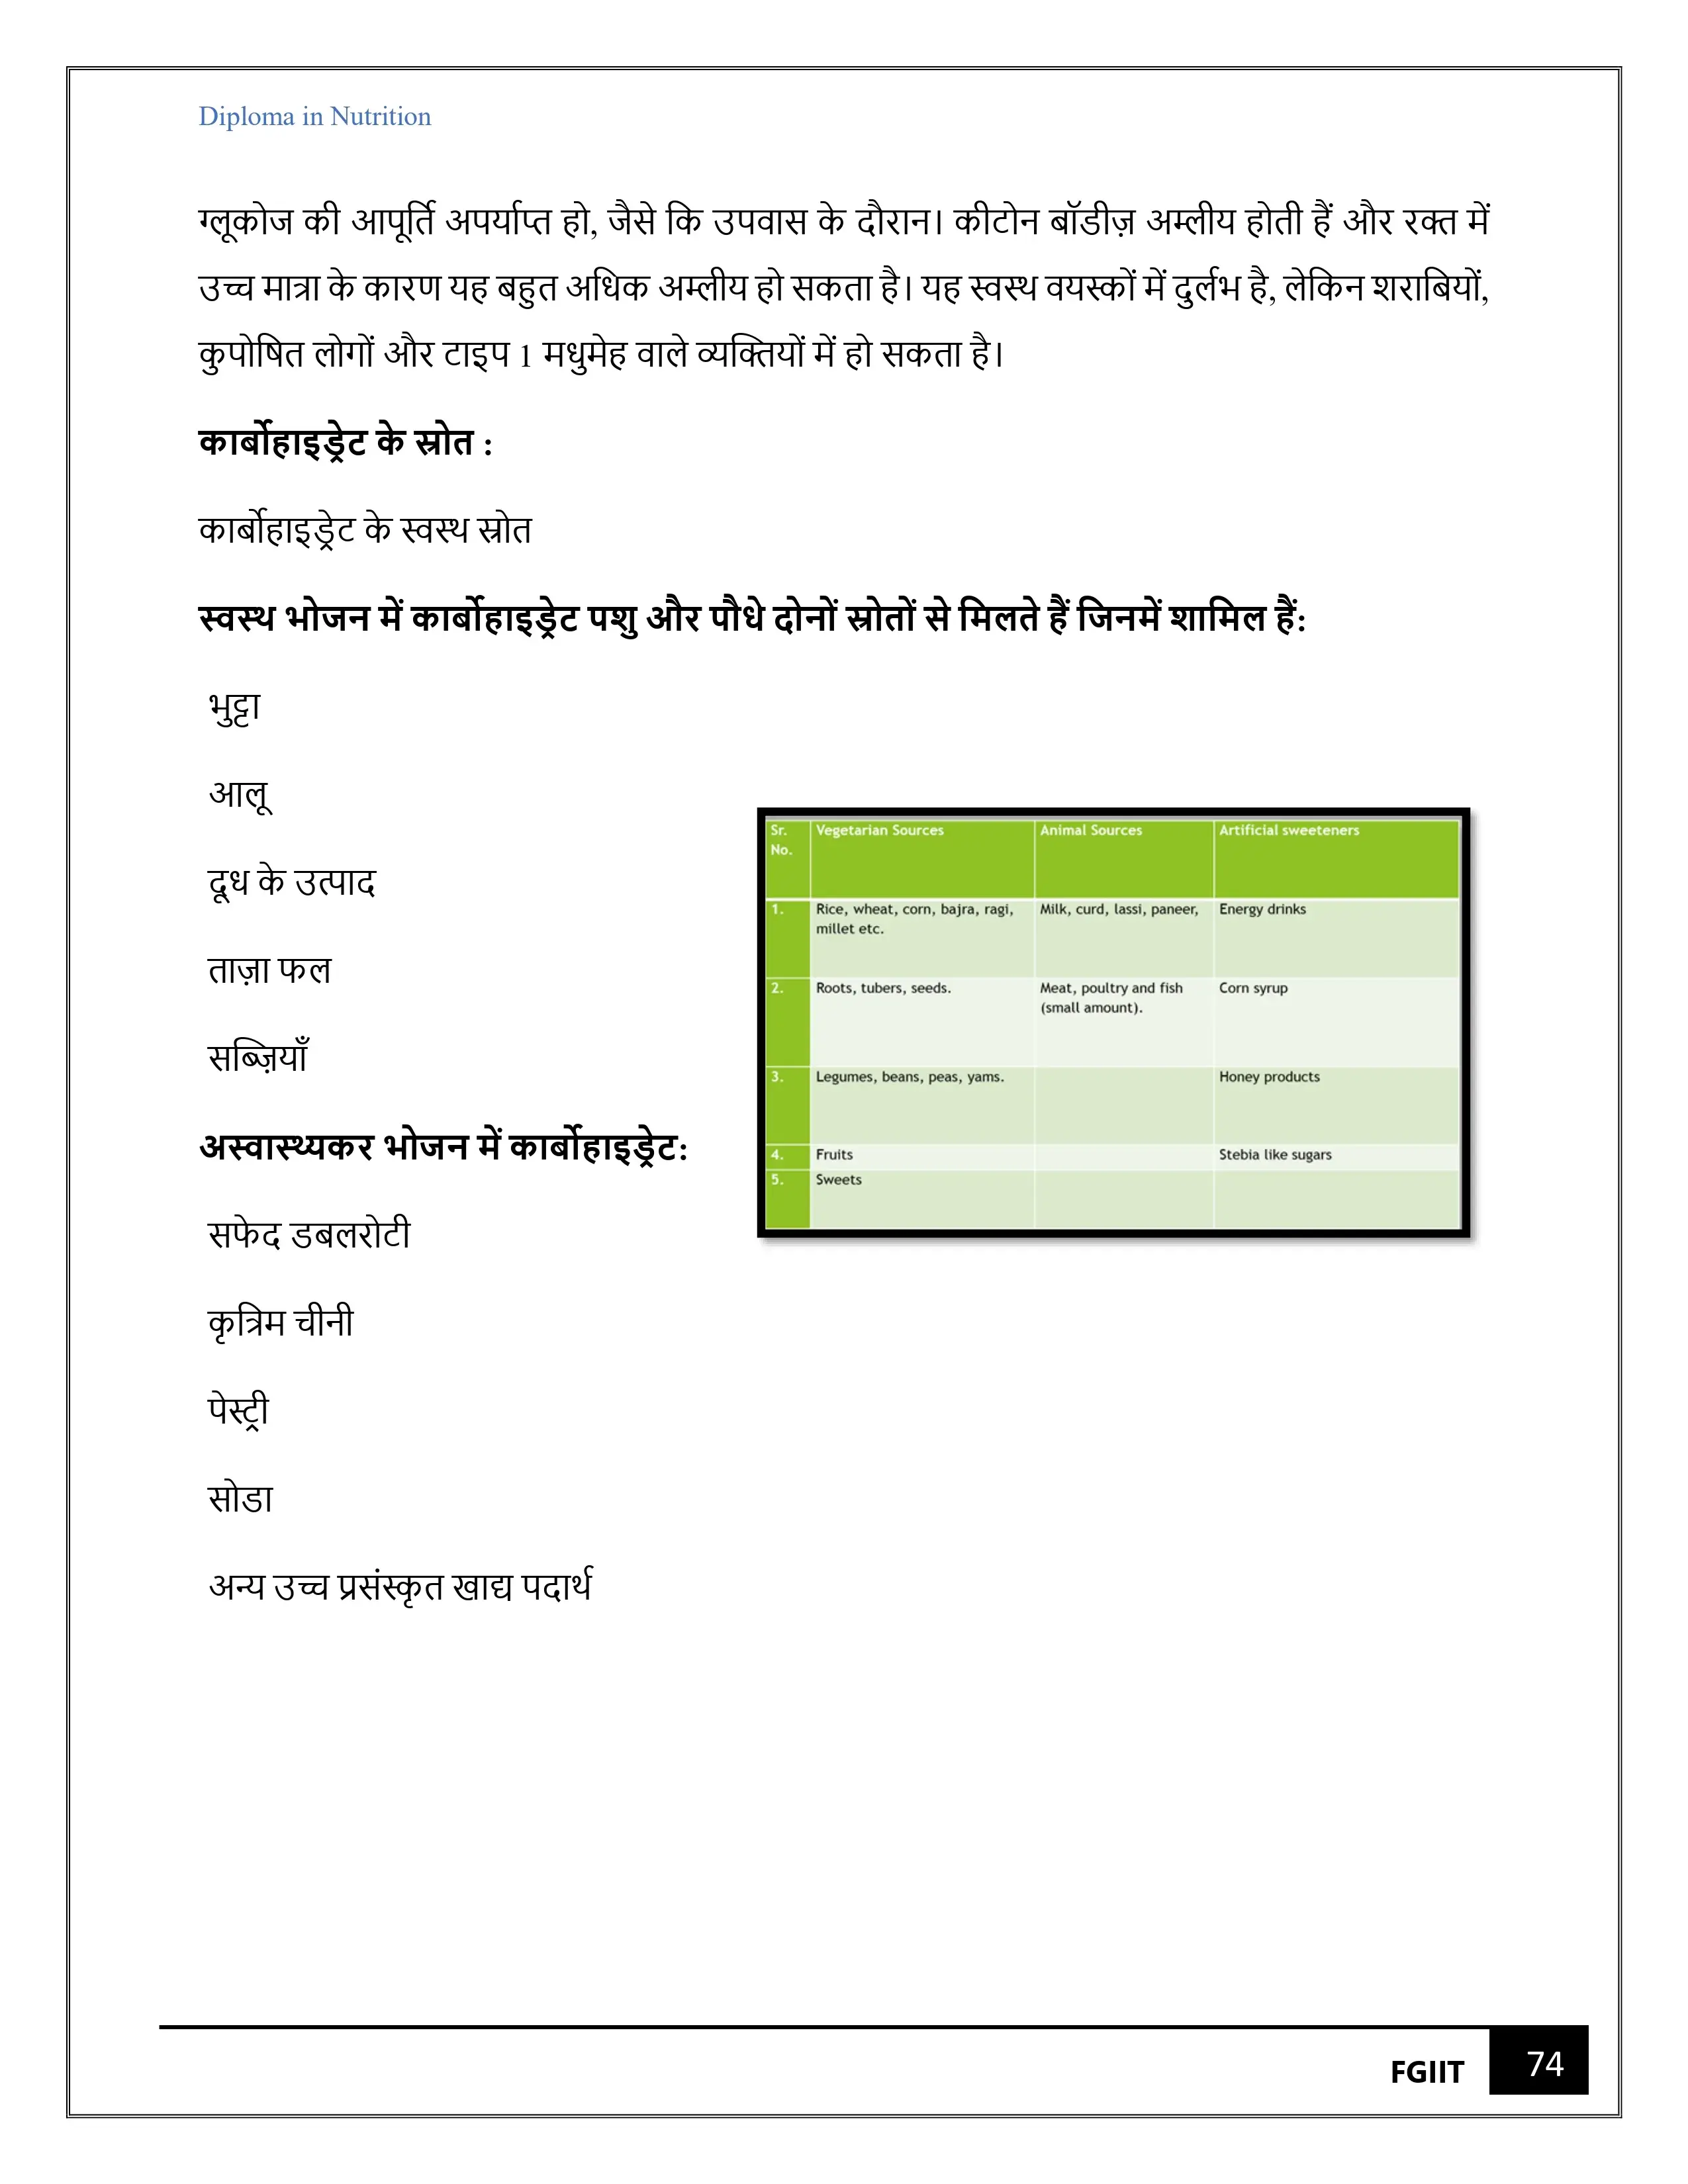 Diploma in Nutrition
ग्लूकोज की आपूर्ति अपर्याप्त हो, जैसे कि उपवास के दौरान। कीटोन बॉडीज़ अम्लीय होती हैं और रक्त में
उच्च मात्रा के कारण यह बहुत अधिक अम्लीय हो सकता है। यह स्वस्थ वयस्कों में दुर्लभ है, लेकिन शराबियों,
कुपोषित लोगों और टाइप 1 मधुमेह वाले व्यक्तियों में हो सकता है।
कार्बोहाइड्रेट के स्रोत :
कार्बोहाइड्रेट के स्वस्थ स्रोत
स्वस्थ भोजन में कार्बोहाइड्रेट पशु और पौधे दोनों स्रोतों से मिलते हैं जिनमें शामिल हैं:
भुट्टा
आलू
दूध के उत्पाद
ताज़ा फल
सब्ज़ियाँ
अस्वास्थ्यकर भोजन में कार्बोहाइड्रेट:
सफेद डबलरोटी
कृत्रिम चीनी
पेस्ट्री
सोडा
अन्य उच्च प्रसंस्कृत खाद्य पदार्थ
Sr. Vegetarian Sources Animal Sources Artificial sweeteners
No.
1. Rice, wheat, corn, bajra, ragi, Milk, curd, lassi, paneer, Energy drinks
millet etc.
2. Roots, tubers, seeds. Meat, poultry and fish Corn syrup
(small amount).
3. Legumes, beans, peas, yams. Honey products
4. Fruits Stebia like sugars
5. Sweets
FGIIT 74